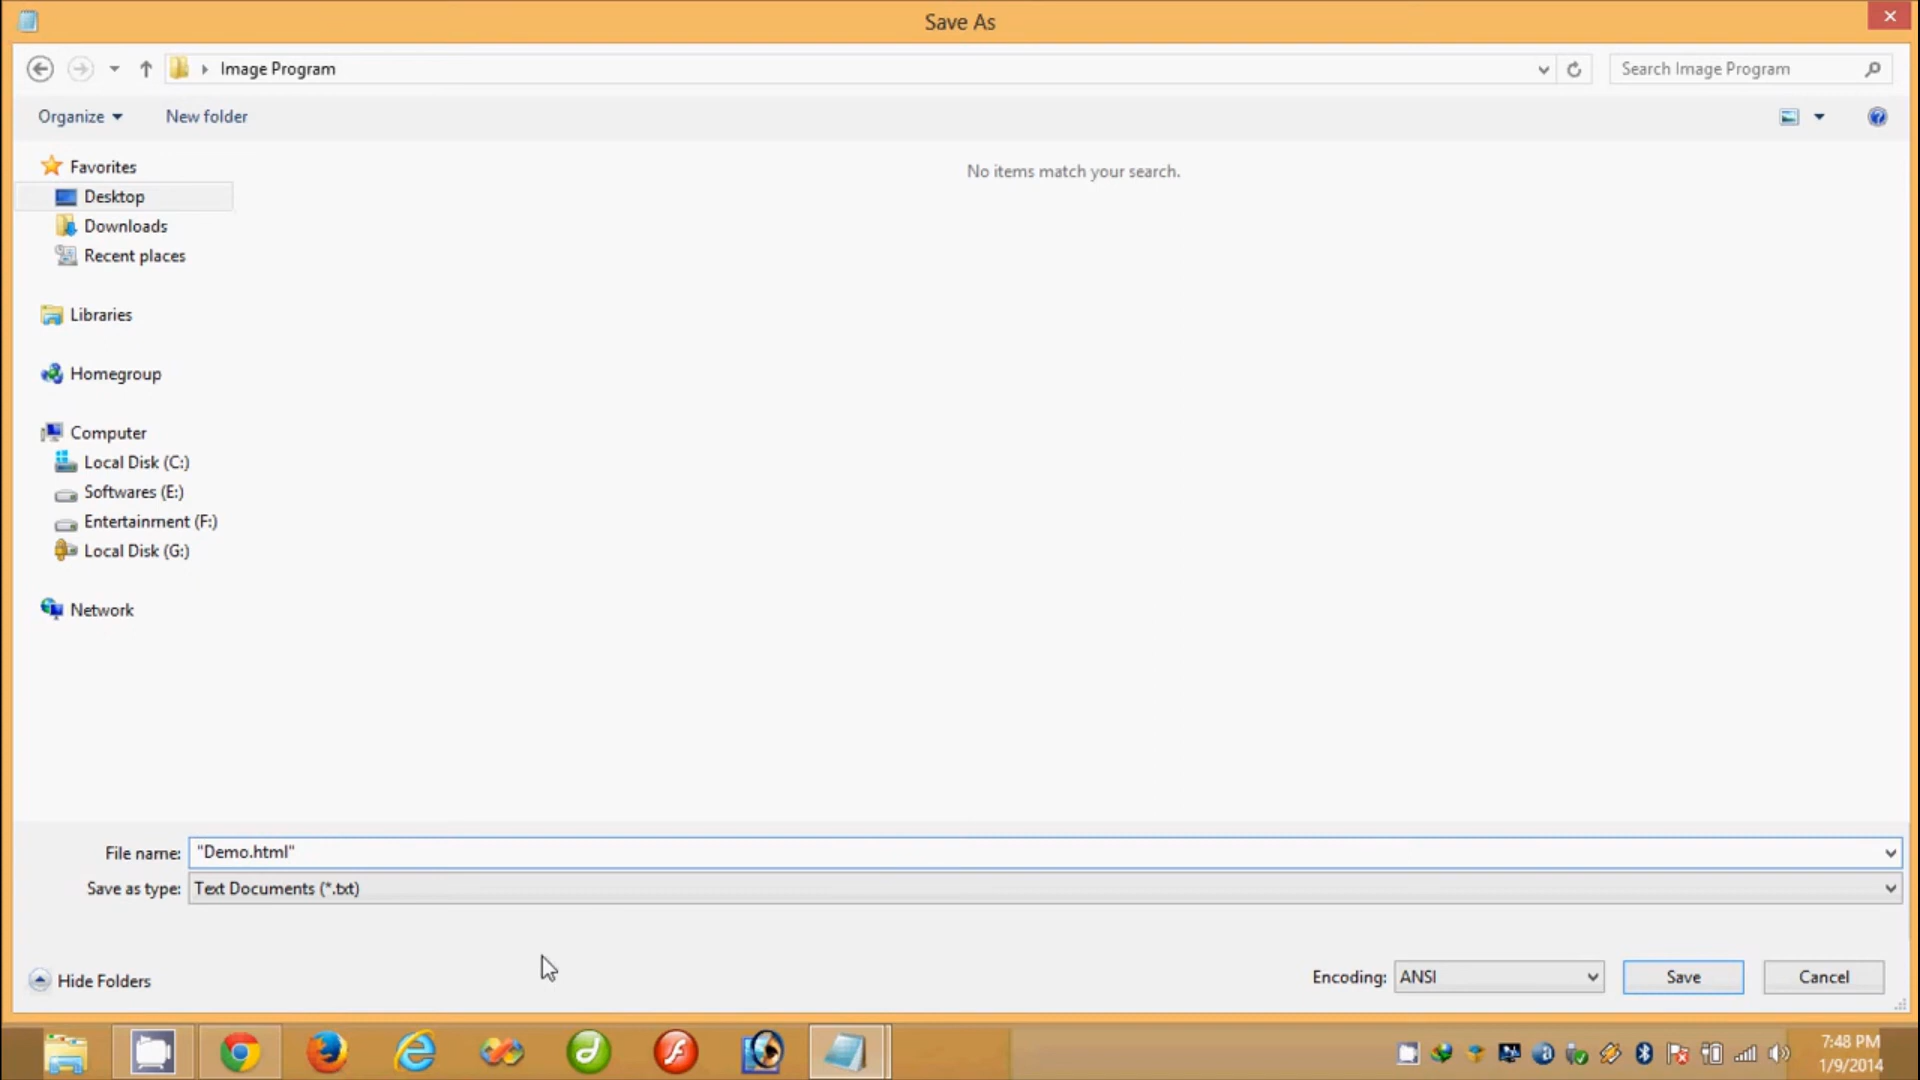 Save As
Image Program
Search Image Program
Organize
New folder
Favorites
No items match your search.
Desktop
Downloads
Recent places
Libraries
Homegroup
Computer
Local Disk (C:)
Softwares (E:)
Entertainment (F:)
Local Disk (G:)
Network
File name: "Demo.html"
Save as type: Text Documents (*.txt)
Hide Folders
Encoding: ANSI
Save
Cancel
7:48 PM
1/9/2014